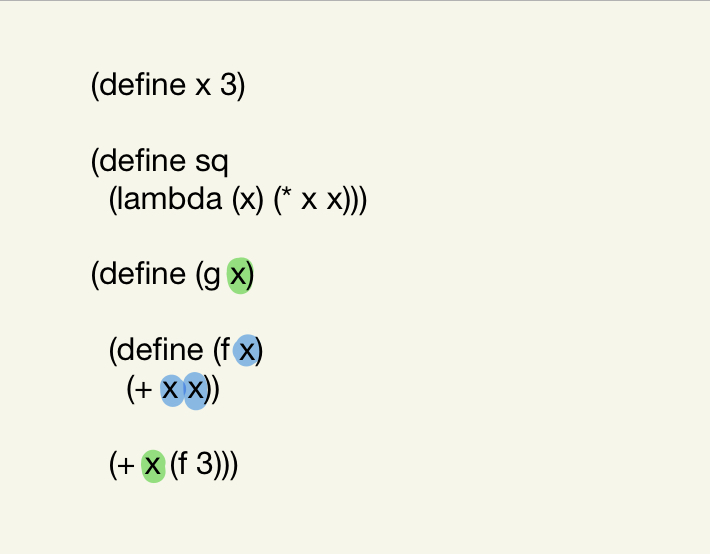 (define x 3)
(define sq
(lambda (x) (* x x)))
(define (g x)
(define (f x)
(+ x x))
(+ x (f 3)))